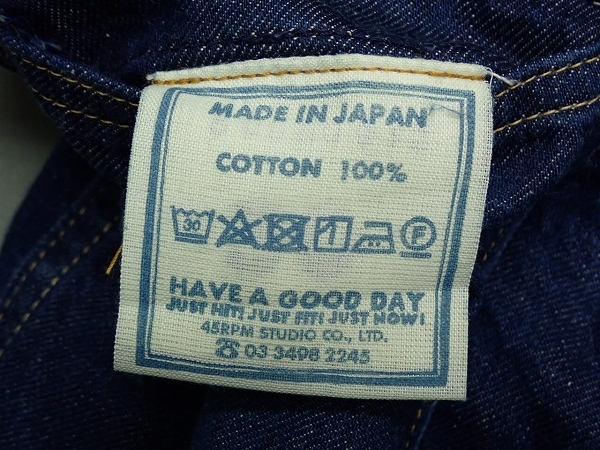 MADE IN JAPAN
COTTON 100%
30 F
HAVE A GOOD DAY
JUST HIT! JUST FIT! JUST NOW!
45RPM STUDIO CO., LTD.
☎ 03 3498 2245